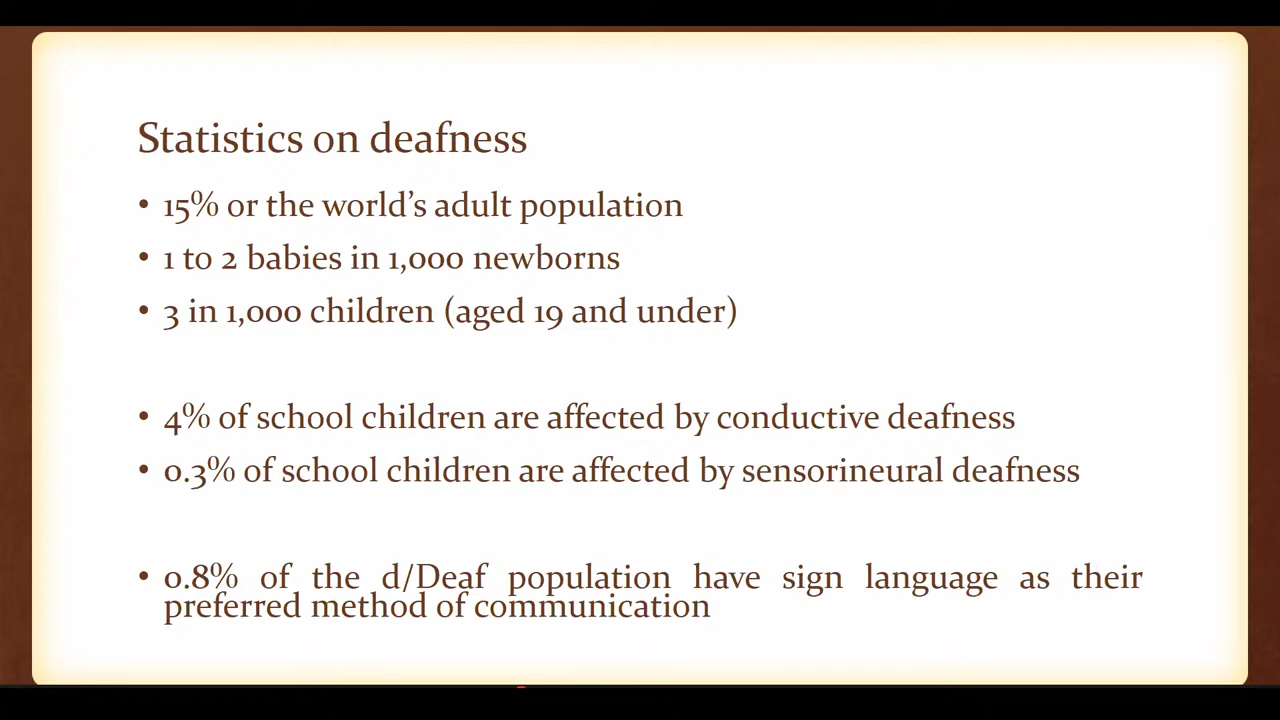 Statistics on deafness
• 15% or the world's adult population
• 1 to 2 babies in 1,000 newborns
• 3 in 1,000 children (aged 19 and under)
• 4% of school children are affected by conductive deafness
• 0.3% of school children are affected by sensorineural deafness
• 0.8% of the d/Deaf population have sign language as their
preferred method of communication